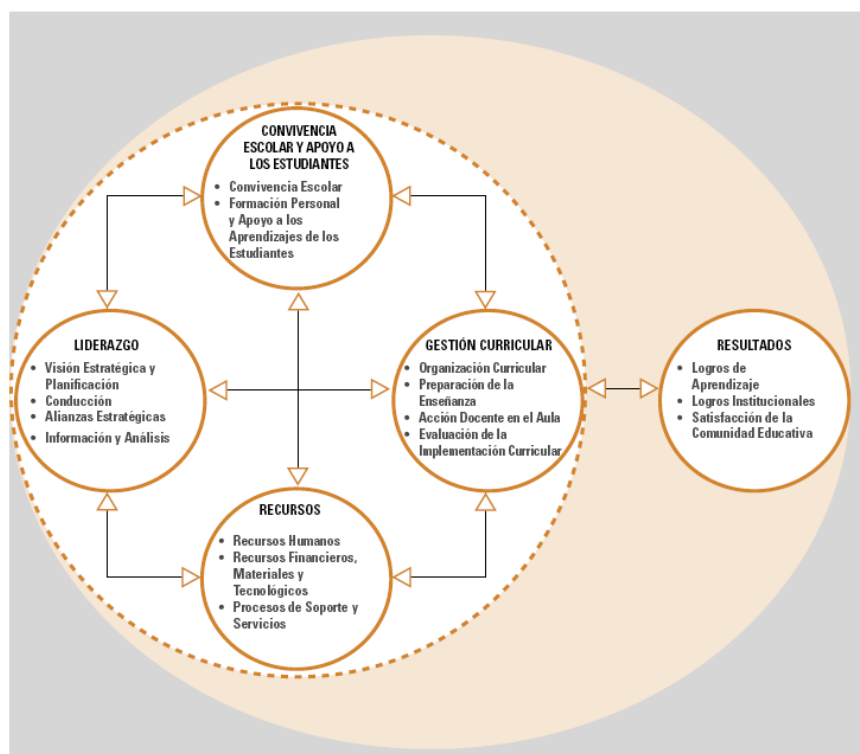 CONVIVENCIA
ESCOLAR Y APOYO A
LOS ESTUDIANTES
• Convivencia Escolar
• Formación Personal
y Apoyo a los
Aprendizajes de los
Estudiantes
LIDERAZGO
• Visión Estratégica y
Planificación
• Conducción
• Alianzas Estratégicas
• Información y Análisis
GESTIÓN CURRICULAR
• Organización Curricular
• Preparación de la
Enseñanza
• Acción Docente en el Aula
• Evaluación de la
Implementación Curricular
RESULTADOS
• Logros de
Aprendizaje
• Logros Institucionales
• Satisfacción de la
Comunidad Educativa
RECURSOS
• Recursos Humanos
• Recursos Financieros,
Materiales y
Tecnológicos
• Procesos de Soporte y
Servicios